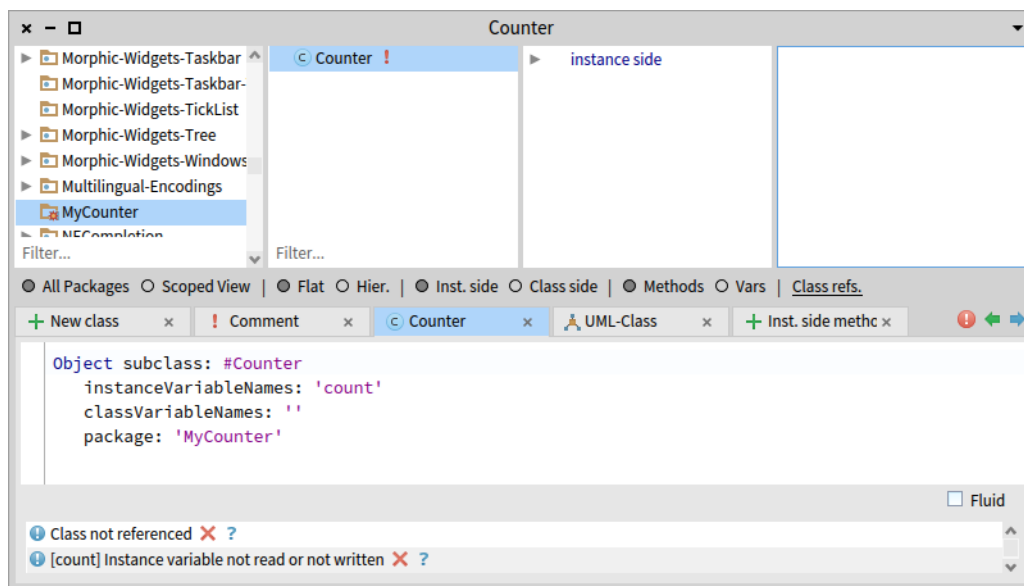 Counter
Morphic-Widgets-Taskbar
Morphic-Widgets-Taskbar-
Morphic-Widgets-TickList
Morphic-Widgets-Tree
Morphic-Widgets-Windows
Multilingual-Encodings
MyCounter
NECompletion
Filter...
Counter !
Filter...
instance side
All Packages Scoped View | Flat Hier. | Inst. side Class side | Methods Vars | Class refs.
New class x ! Comment x C Counter x UML-Class x Inst. side methc x
Object subclass: #Counter
instanceVariableNames: 'count'
classVariableNames: ''
package: 'MyCounter'
Fluid
Class not referenced ?
[count] Instance variable not read or not written ?